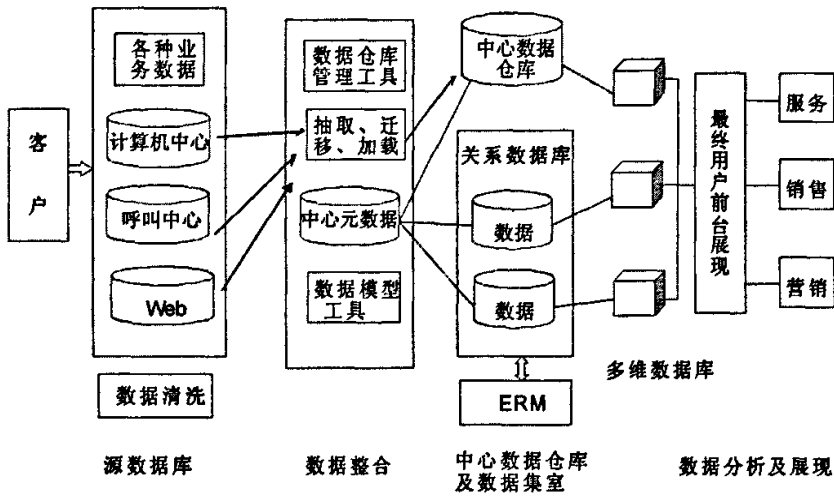 客
户
各种业
务数据
计算机中心
呼叫中心
Web
数据清洗
源数据库
数据仓库
管理工具
抽取、迁
移、加载
中心元数据
数据模型
工具
数据整合
中心数据
仓库
关系数据库
数据
数据
ERM
中心数据仓库
及数据集室
多维数据库
最
终
用
户
前
台
展
现
服务
销售
营销
数据分析及展现